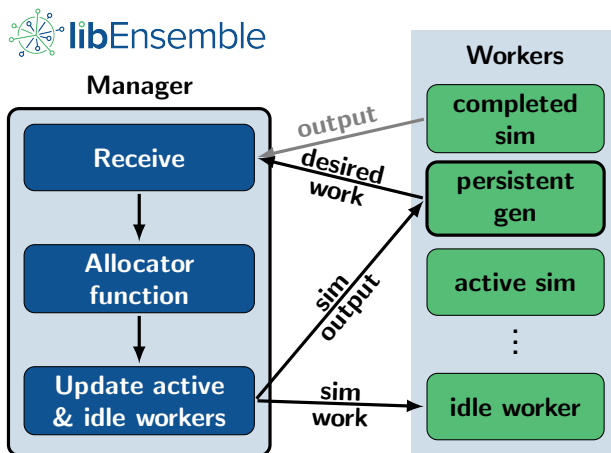 libEnsemble
Manager
Receive
Allocator
function
Update active
& idle workers
output
desired
work
sim
output
sim
work
Workers
completed
sim
persistent
gen
active sim
⋮
idle worker